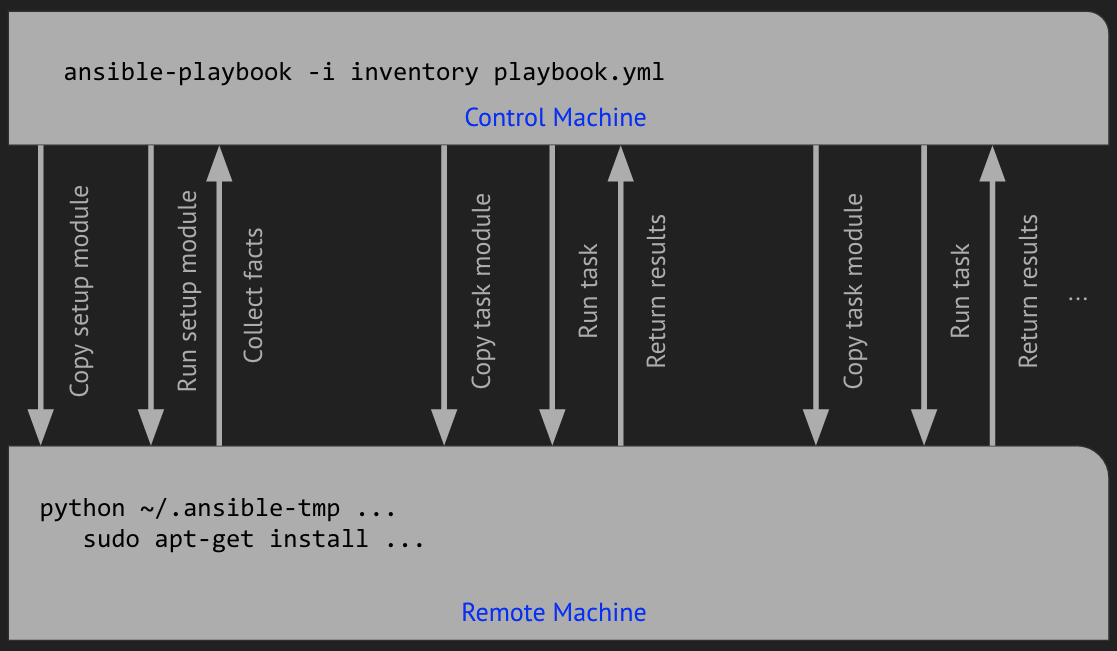 ansible-playbook -i inventory playbook.yml
Control Machine
Copy setup module
Run setup module
Collect facts
Copy task module
Run task
Return results
Copy task module
Run task
Return results
...
python ~/.ansible-tmp ...
sudo apt-get install ...
Remote Machine